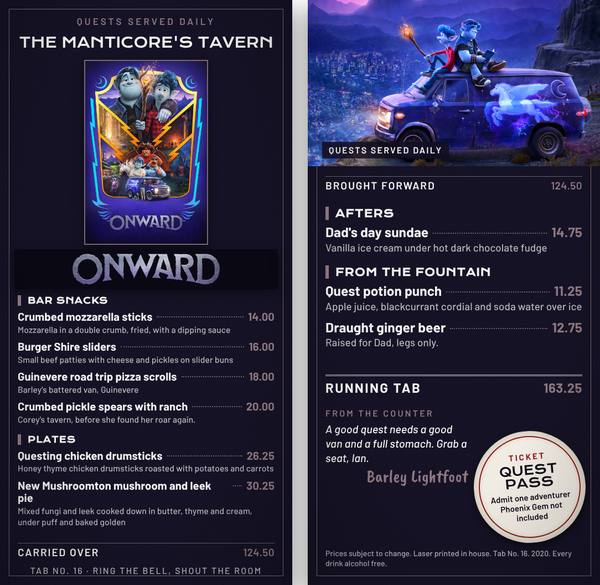 QUESTS SERVED DAILY
THE MANTICORE'S TAVERN
ONWARD
ONWARD
BAR SNACKS
Crumbed mozzarella sticks 14.00
Mozzarella in a double crumb, fried, with a dipping sauce
Burger Shire sliders 16.00
Small beef patties with cheese and pickles on slider buns
Guinevere road trip pizza scrolls 18.00
Barley's battered van, Guinevere
Crumbed pickle spears with ranch 20.00
Corey's tavern, before she found her roar again.
PLATES
Questing chicken drumsticks 26.25
Honey thyme chicken drumsticks roasted with potatoes and carrots
New Mushroomton mushroom and leek 30.25
pie
Mixed fungi and leek cooked down in butter, thyme and cream,
under puff and baked golden
CARRIED OVER 124.50
TAB NO. 16 · RING THE BELL, SHOUT THE ROOM
QUESTS SERVED DAILY
BROUGHT FORWARD 124.50
AFTERS
Dad's day sundae 14.75
Vanilla ice cream under hot dark chocolate fudge
FROM THE FOUNTAIN
Quest potion punch 11.25
Apple juice, blackcurrant cordial and soda water over ice
Draught ginger beer 12.75
Raised for Dad, legs only.
RUNNING TAB 163.25
FROM THE COUNTER
A good quest needs a good
van and a full stomach. Grab a
seat, Ian.
Barley Lightfoot
TICKET
QUEST
PASS
Admit one adventurer
Phoenix Gem not
included
Prices subject to change. Laser printed in house. Tab No. 16. 2020. Every
drink alcohol free.